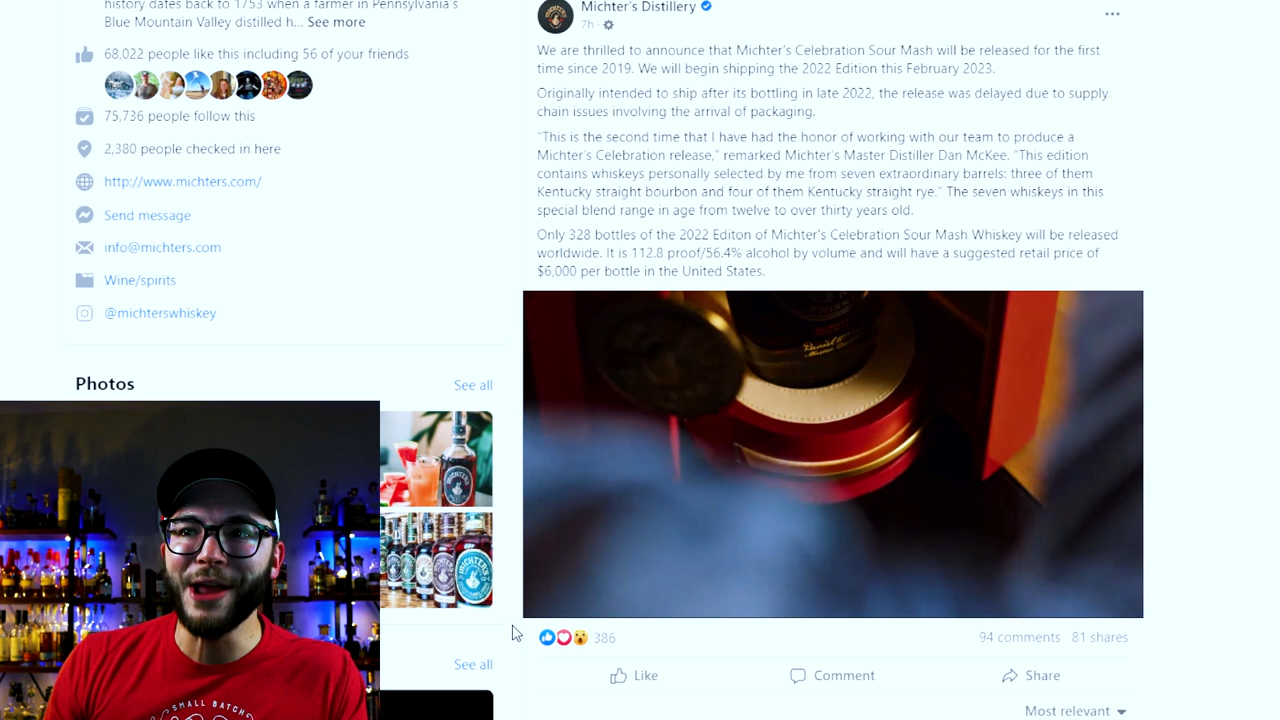 history dates back to 1753 when a farmer in Pennsylvania's
Blue Mountain Valley distilled h... See more
68,022 people like this including 56 of your friends
75,736 people follow this
2,380 people checked in here
http://www.michters.com/
Send message
info@michters.com
Wine/spirits
@michterswhiskey
Photos
See all
MICHTER'S
MICHTER'S
See all
SMALL BATCH
Michter's Distillery
7h ·
We are thrilled to announce that Michter's Celebration Sour Mash will be released for the first
time since 2019. We will begin shipping the 2022 Edition this February 2023.
Originally intended to ship after its bottling in late 2022, the release was delayed due to supply
chain issues involving the arrival of packaging.
"This is the second time that I have had the honor of working with our team to produce a
Michter's Celebration release," remarked Michter's Master Distiller Dan McKee. "This edition
contains whiskeys personally selected by me from seven extraordinary barrels: three of them
Kentucky straight bourbon and four of them Kentucky straight rye." The seven whiskeys in this
special blend range in age from twelve to over thirty years old.
Only 328 bottles of the 2022 Editon of Michter's Celebration Sour Mash Whiskey will be released
worldwide. It is 112.8 proof/56.4% alcohol by volume and will have a suggested retail price of
$6,000 per bottle in the United States.
386
94 comments 81 shares
Like
Comment
Share
Most relevant